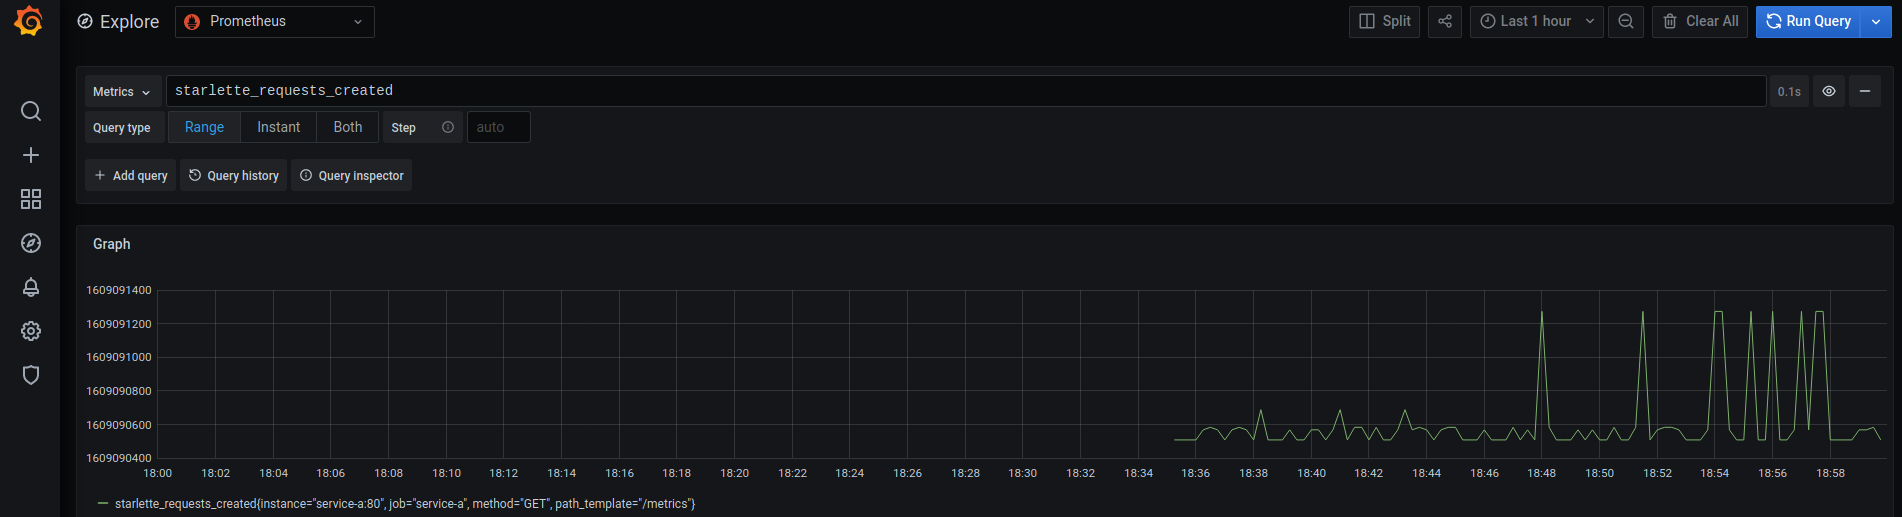 Explore Prometheus Split Last 1 hour Clear All Run Query
Metrics starlette_requests_created 0.1s
Query type Range Instant Both Step auto
Add query Query history Query inspector
Graph
1609091400
1609091200
1609091000
1609090800
1609090600
1609090400
18:00 18:02 18:04 18:06 18:08 18:10 18:12 18:14 18:16 18:18 18:20 18:22 18:24 18:26 18:28 18:30 18:32 18:34 18:36 18:38 18:40 18:42 18:44 18:46 18:48 18:50 18:52 18:54 18:56 18:58
starlette_requests_created{instance="service-a:80", job="service-a", method="GET", path_template="/metrics"}